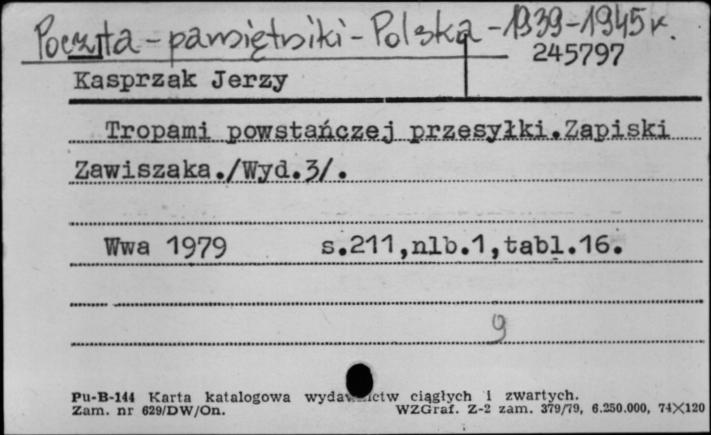 Poczta - pamiętniki - Polska - 1939-1945 r.
245797
Kasprzak Jerzy
Tropami powstańczej przesyłki.Zapiski
Zawiszaka./Wyd.3/.
Wwa 1979 s.211,nlb.1,tabl.16.
9
Pu-B-144 Karta katalogowa ciągłych i zwartych.
Zam. nr 629/DW/On. WZGraf. Z-2 zam. 379/79, 6.250.000, 74X120